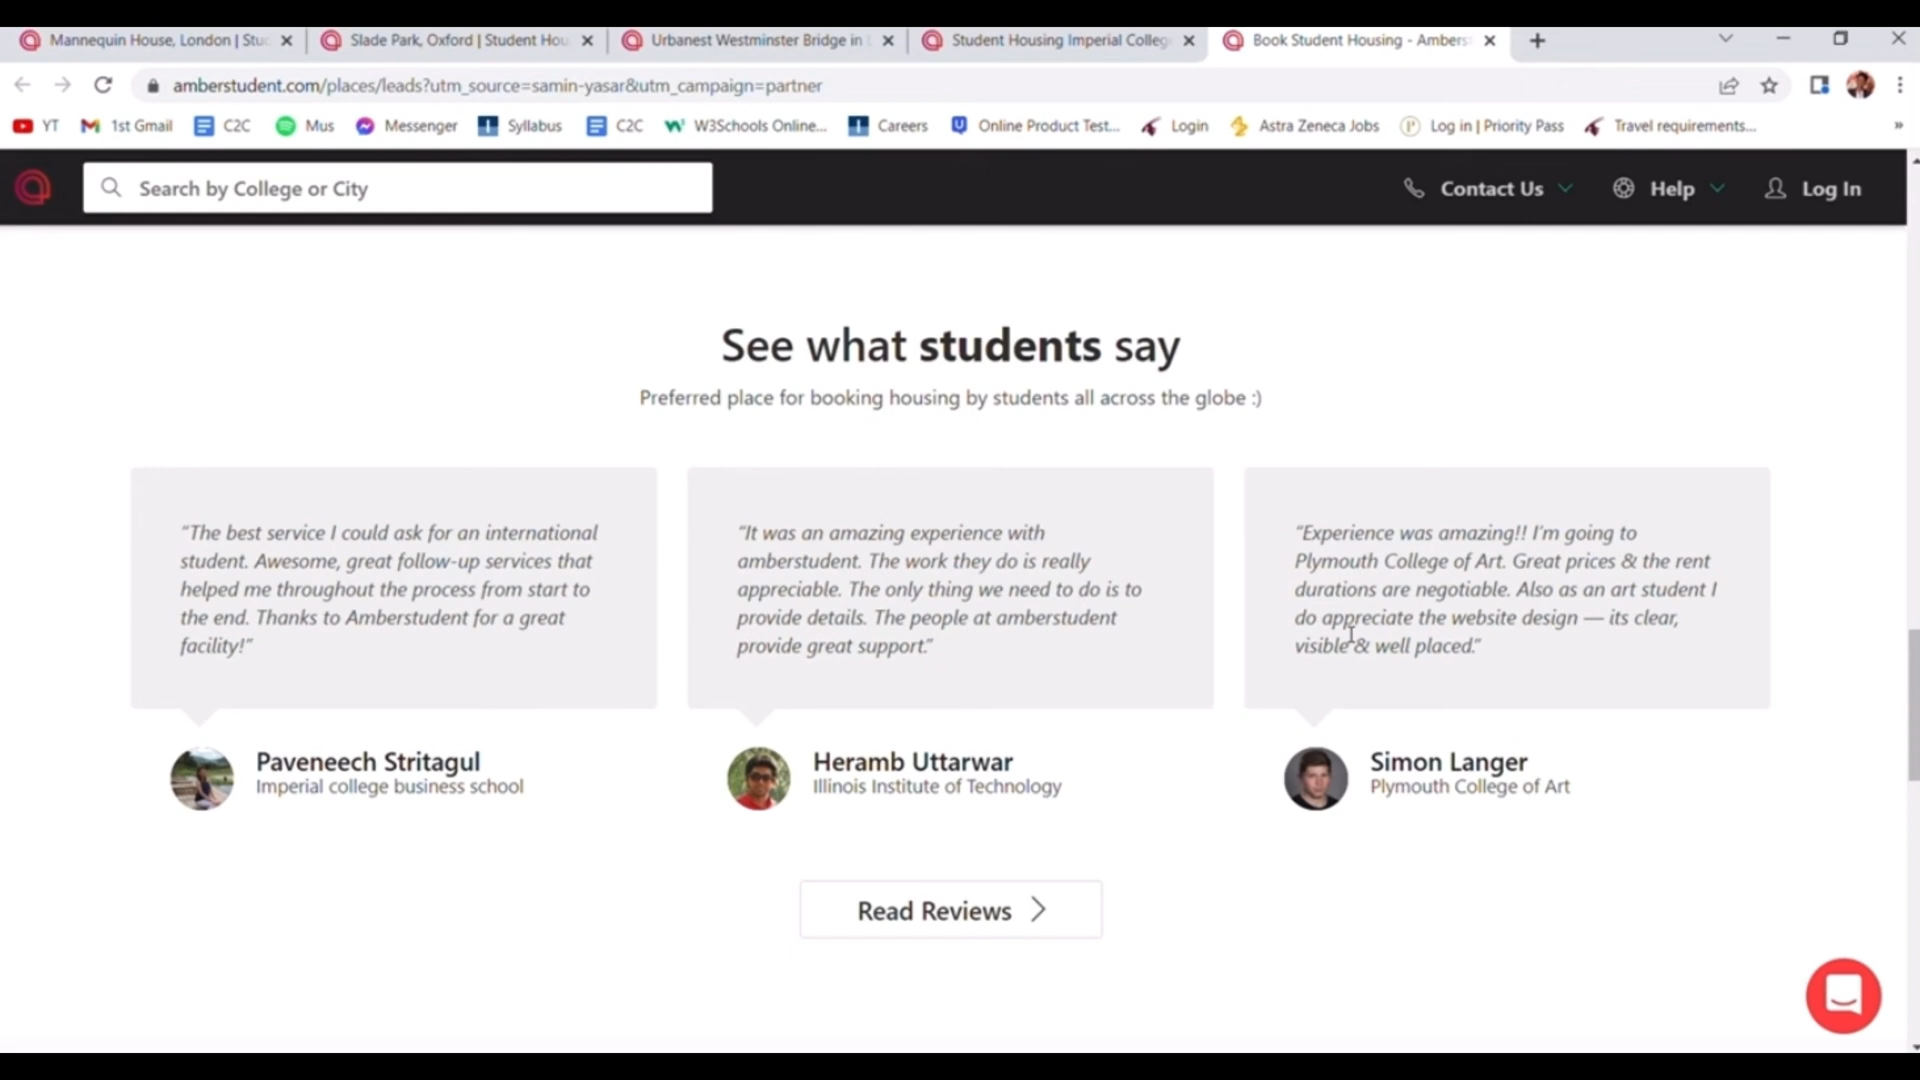 Mannequin House, London | Stud
Slade Park, Oxford | Student Hou
Urbanest Westminster Bridge in
Student Housing Imperial Colleg
Book Student Housing - Amberst
amberstudent.com/places/leads?utm_source=samin-yasar&utm_campaign=partner
YT
1st Gmail
C2C
Mus
Messenger
Syllabus
C2C
W3Schools Online...
Careers
Online Product Test...
Login
Astra Zeneca Jobs
Log in | Priority Pass
Travel requirements...
»
Search by College or City
Contact Us
Help
Log In
See what students say
Preferred place for booking housing by students all across the globe :)
“The best service I could ask for an international
student. Awesome, great follow-up services that
helped me throughout the process from start to
the end. Thanks to Amberstudent for a great
facility!”
Paveneech Stritagul
Imperial college business school
“It was an amazing experience with
amberstudent. The work they do is really
appreciable. The only thing we need to do is to
provide details. The people at amberstudent
provide great support.”
Heramb Uttarwar
Illinois Institute of Technology
“Experience was amazing!! I'm going to
Plymouth College of Art. Great prices & the rent
durations are negotiable. Also as an art student I
do appreciate the website design — its clear,
visible & well placed.”
Simon Langer
Plymouth College of Art
Read Reviews